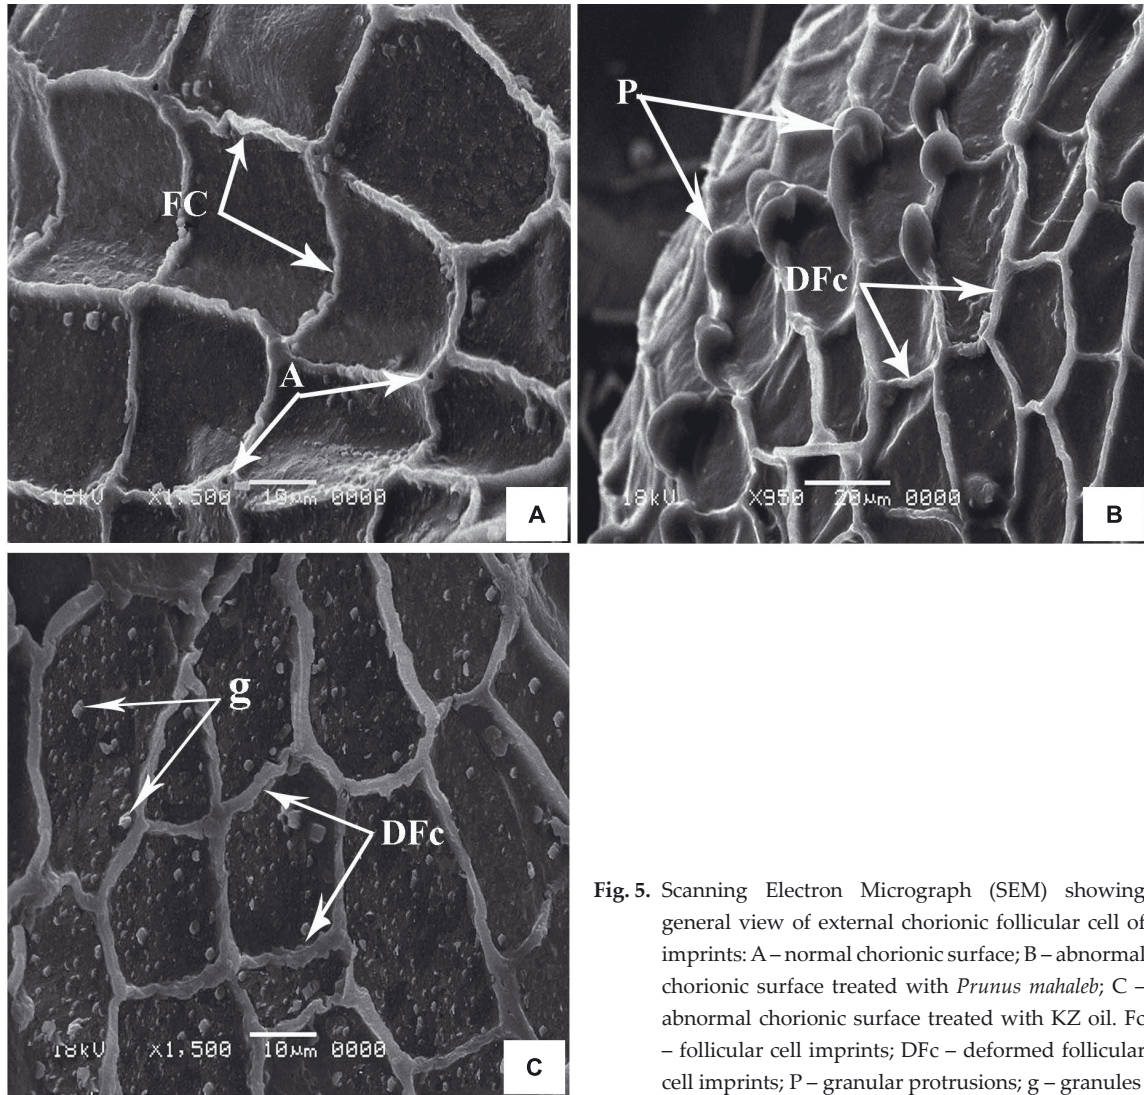 FC
A
18kV X1,500 10μm 0000
A
P
DFc
18kV X950 20μm 0000
B
g
DFc
18kV X1,500 10μm 0000
C
Fig. 5. Scanning Electron Micrograph (SEM) showing
general view of external chorionic follicular cell of
imprints: A – normal chorionic surface; B – abnormal
chorionic surface treated with Prunus mahaleb; C –
abnormal chorionic surface treated with KZ oil. Fc
– follicular cell imprints; DFc – deformed follicular
cell imprints; P – granular protrusions; g – granules